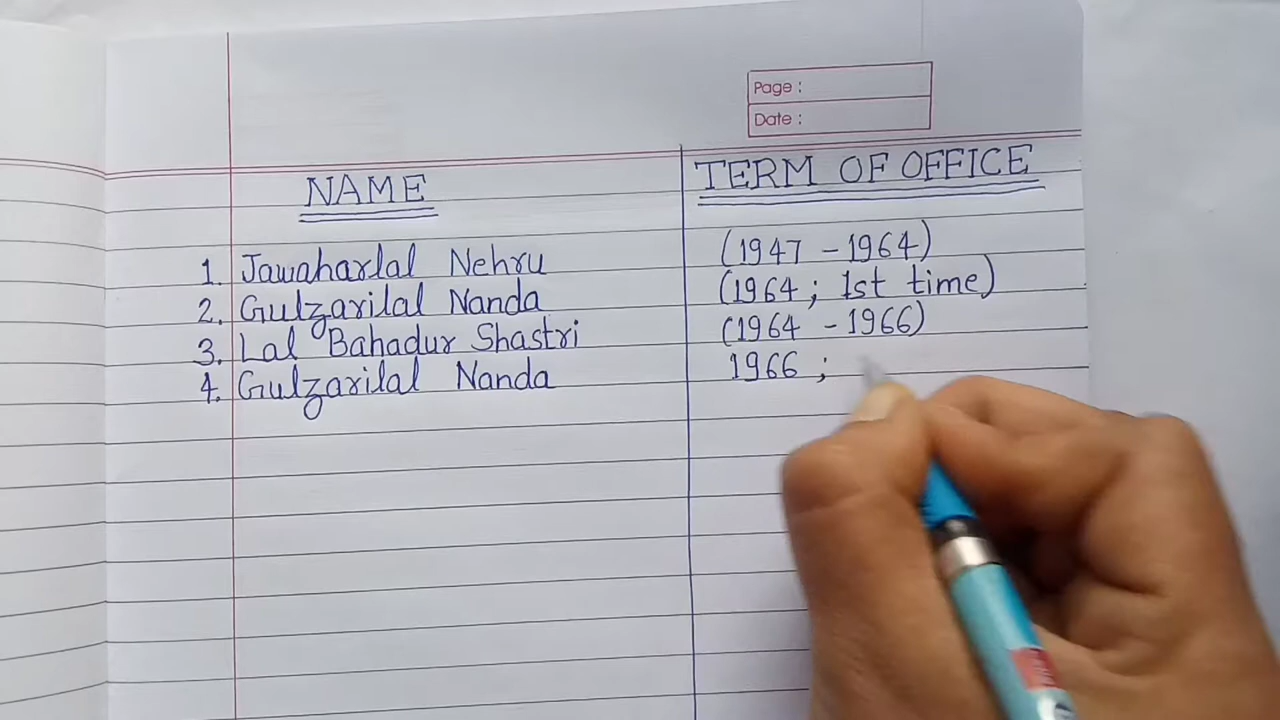 Page :
Date :
NAME TERM OF OFFICE
1. Jawaharlal Nehru (1947 - 1964)
2. Gulzarilal Nanda (1964 ; 1st time)
3. Lal Bahadur Shastri (1964 - 1966)
4. Gulzarilal Nanda 1966 ;